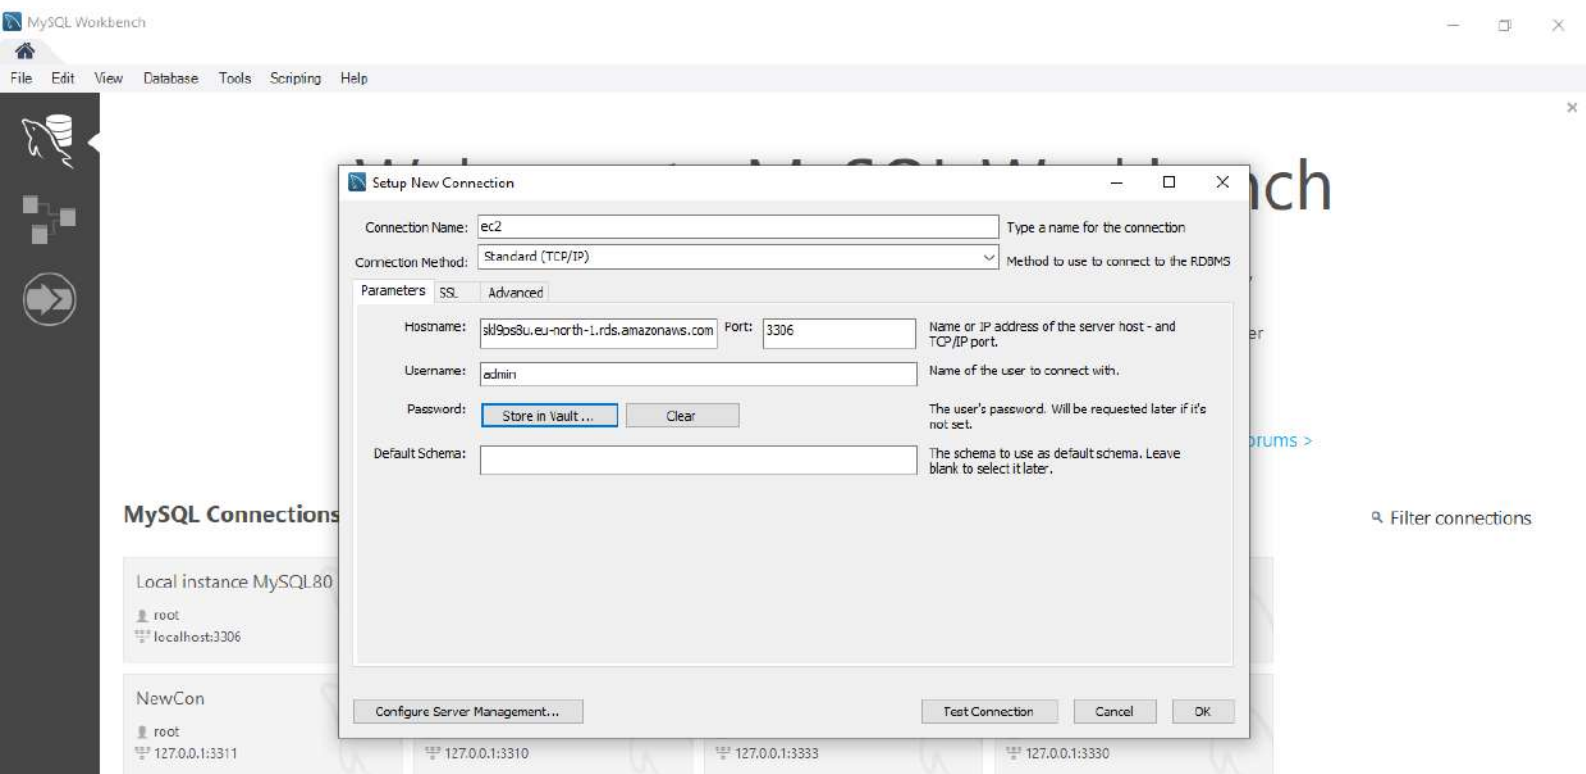 MySQL Workbench
File Edit View Database Tools Scripting Help
Setup New Connection
Connection Name: ec2 Type a name for the connection
Connection Method: Standard (TCP/IP) Method to use to connect to the RDBMS
Parameters SSL Advanced
Hostname: skl9ps8u.eu-north-1.rds.amazonaws.com Port: 3306 Name or IP address of the server host - and
TCP/IP port.
Username: admin Name of the user to connect with.
Password: Store in Vault ... Clear The user's password. Will be requested later if it's
not set.
Default Schema: The schema to use as default schema. Leave
blank to select it later.
MySQL Connections
Filter connections
Local instance MySQL80
root
localhost:3306
NewCon
root
127.0.0.1:3311
127.0.0.1:3310
127.0.0.1:3333
127.0.0.1:3330
Configure Server Management... Test Connection Cancel OK